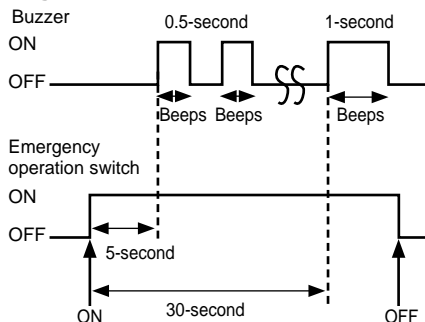 Buzzer
0.5-second 1-second
ON
OFF
Beeps Beeps Beeps
Emergency
operation switch
ON
OFF
5-second
30-second
ON OFF